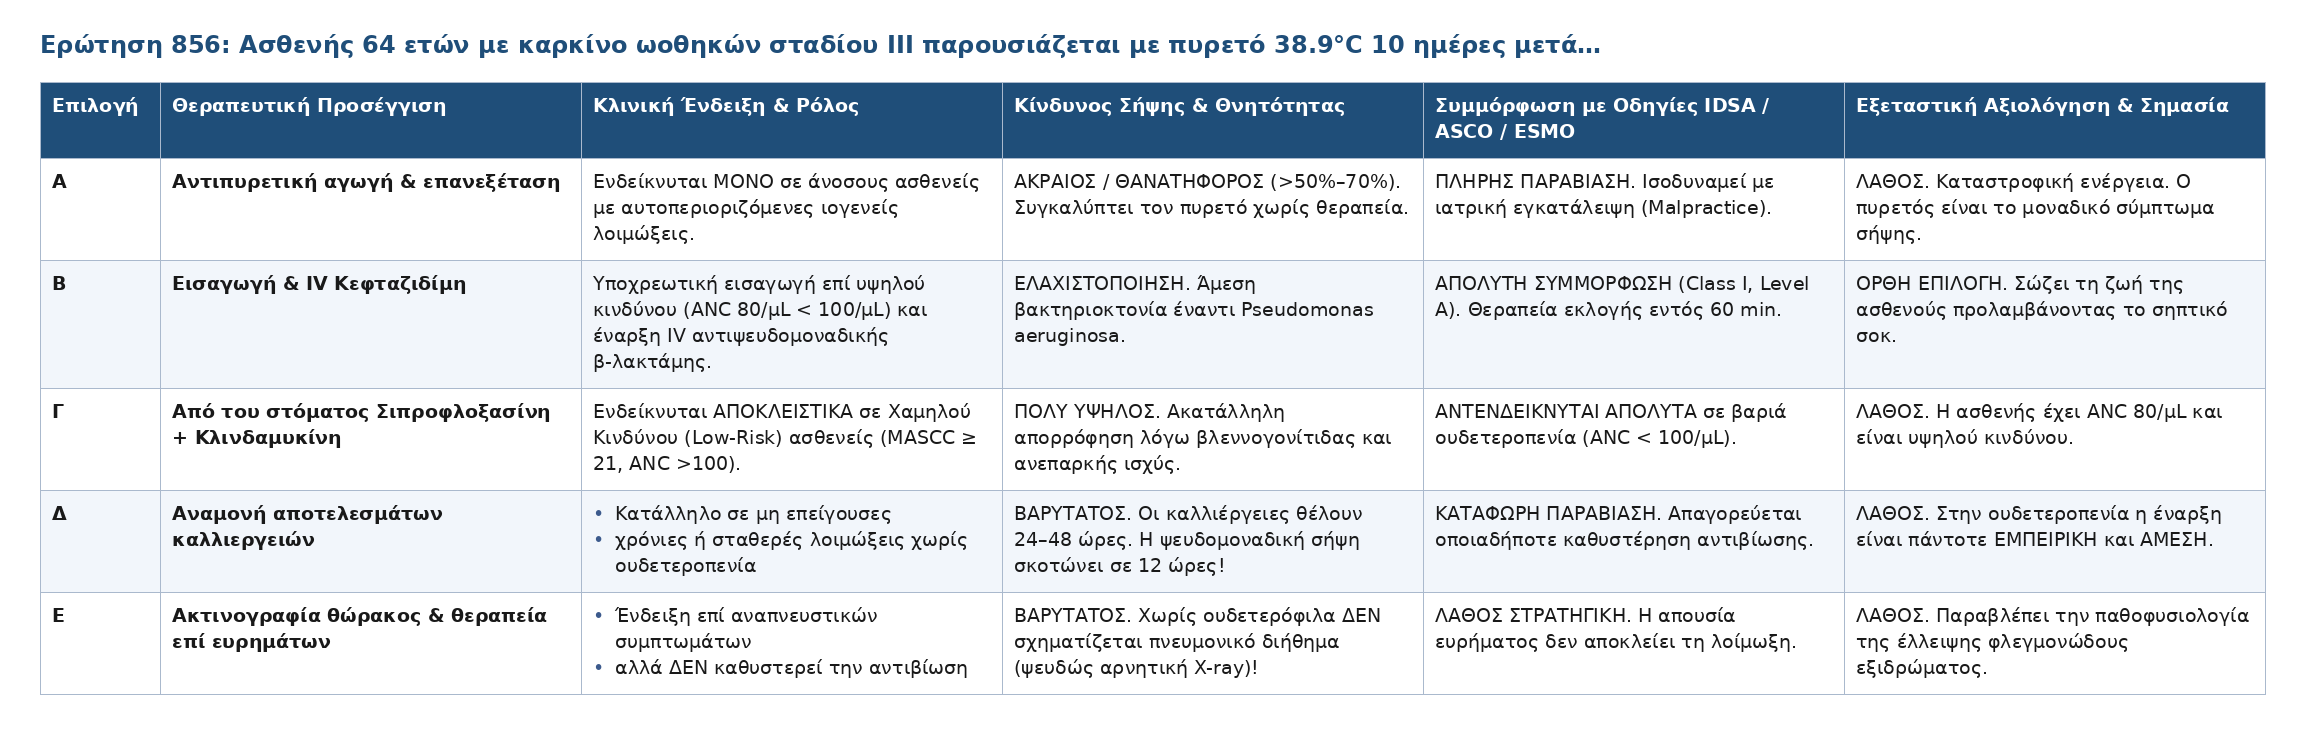 Ερώτηση 856: Ασθενής 64 ετών με καρκίνο ωοθηκών σταδίου III παρουσιάζεται με πυρετό 38.9°C 10 ημέρες μετά…
Επιλογή
Θεραπευτική Προσέγγιση
Κλινική Ένδειξη & Ρόλος
Κίνδυνος Σήψης & Θνητότητας
Συμμόρφωση με Οδηγίες IDSA /
ASCO / ESMO
Εξεταστική Αξιολόγηση & Σημασία
Α
Αντιπυρετική αγωγή & επανεξέταση
Ενδείκνυται ΜΟΝΟ σε άνοσους ασθενείς
με αυτοπεριοριζόμενες ιογενείς
λοιμώξεις.
ΑΚΡΑΙΟΣ / ΘΑΝΑΤΗΦΟΡΟΣ (>50%–70%).
Συγκαλύπτει τον πυρετό χωρίς θεραπεία.
ΠΛΗΡΗΣ ΠΑΡΑΒΙΑΣΗ. Ισοδυναμεί με
ιατρική εγκατάλειψη (Malpractice).
ΛΑΘΟΣ. Καταστροφική ενέργεια. Ο
πυρετός είναι το μοναδικό σύμπτωμα
σήψης.
Β
Εισαγωγή & IV Κεφταζιδίμη
Υποχρεωτική εισαγωγή επί υψηλού
κινδύνου (ANC 80/μL < 100/μL) και
έναρξη IV αντιψευδομοναδικής
β-λακτάμης.
ΕΛΑΧΙΣΤΟΠΟΙΗΣΗ. Άμεση
βακτηριοκτονία έναντι Pseudomonas
aeruginosa.
ΑΠΟΛΥΤΗ ΣΥΜΜΟΡΦΩΣΗ (Class I, Level
A). Θεραπεία εκλογής εντός 60 min.
ΟΡΘΗ ΕΠΙΛΟΓΗ. Σώζει τη ζωή της
ασθενούς προλαμβάνοντας το σηπτικό
σοκ.
Γ
Από του στόματος Σιπροφλοξασίνη
+ Κλινδαμυκίνη
Ενδείκνυται ΑΠΟΚΛΕΙΣΤΙΚΑ σε Χαμηλού
Κινδύνου (Low-Risk) ασθενείς (MASCC ≥
21, ANC >100).
ΠΟΛΥ ΥΨΗΛΟΣ. Ακατάλληλη
απορρόφηση λόγω βλεννογονίτιδας και
ανεπαρκής ισχύς.
ΑΝΤΕΝΔΕΙΚΝΥΤΑΙ ΑΠΟΛΥΤΑ σε βαριά
ουδετεροπενία (ANC < 100/μL).
ΛΑΘΟΣ. Η ασθενής έχει ANC 80/μL και
είναι υψηλού κινδύνου.
Δ
Αναμονή αποτελεσμάτων
καλλιεργειών
• Κατάλληλο σε μη επείγουσες
• χρόνιες ή σταθερές λοιμώξεις χωρίς
ουδετεροπενία
ΒΑΡΥΤΑΤΟΣ. Οι καλλιέργειες θέλουν
24–48 ώρες. Η ψευδομοναδική σήψη
σκοτώνει σε 12 ώρες!
ΚΑΤΑΦΩΡΗ ΠΑΡΑΒΙΑΣΗ. Απαγορεύεται
οποιαδήποτε καθυστέρηση αντιβίωσης.
ΛΑΘΟΣ. Στην ουδετεροπενία η έναρξη
είναι πάντοτε ΕΜΠΕΙΡΙΚΗ και ΑΜΕΣΗ.
Ε
Ακτινογραφία θώρακος & θεραπεία
επί ευρημάτων
• Ένδειξη επί αναπνευστικών
συμπτωμάτων
• αλλά ΔΕΝ καθυστερεί την αντιβίωση
ΒΑΡΥΤΑΤΟΣ. Χωρίς ουδετερόφιλα ΔΕΝ
σχηματίζεται πνευμονικό διήθημα
(ψευδώς αρνητική X-ray)!
ΛΑΘΟΣ ΣΤΡΑΤΗΓΙΚΗ. Η απουσία
ευρήματος δεν αποκλείει τη λοίμωξη.
ΛΑΘΟΣ. Παραβλέπει την παθοφυσιολογία
της έλλειψης φλεγμονώδους
εξιδρώματος.